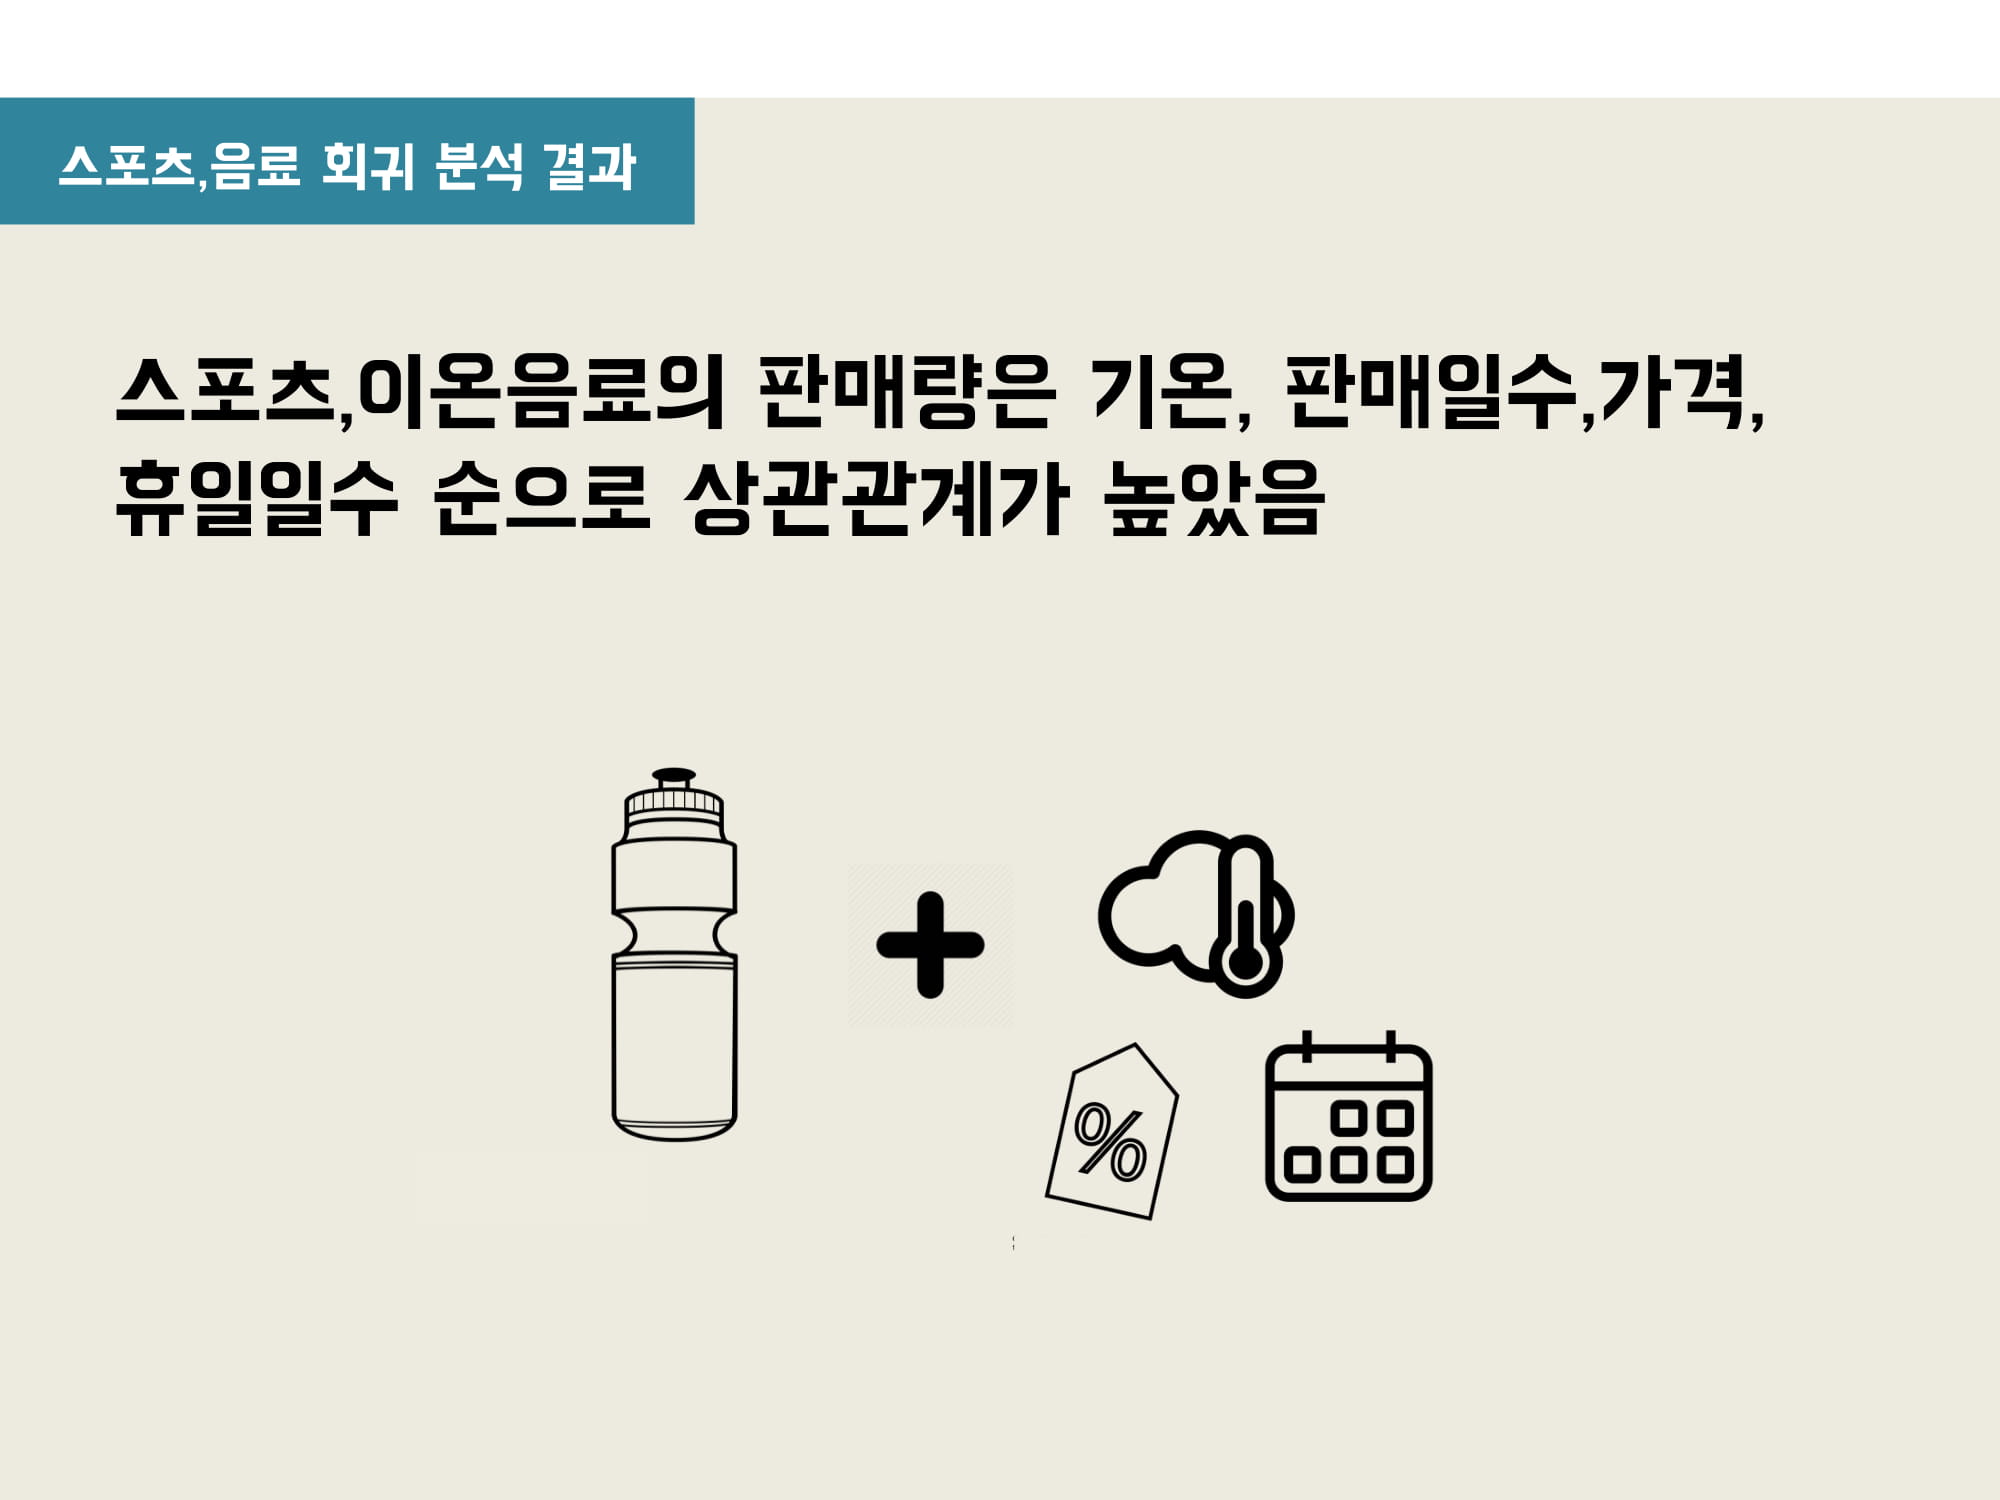 스포츠,음료 회귀 분석 결과
스포츠,이온음료의 판매량은 기온, 판매일수,가격,
휴일일수 순으로 상관관계가 높았음
%